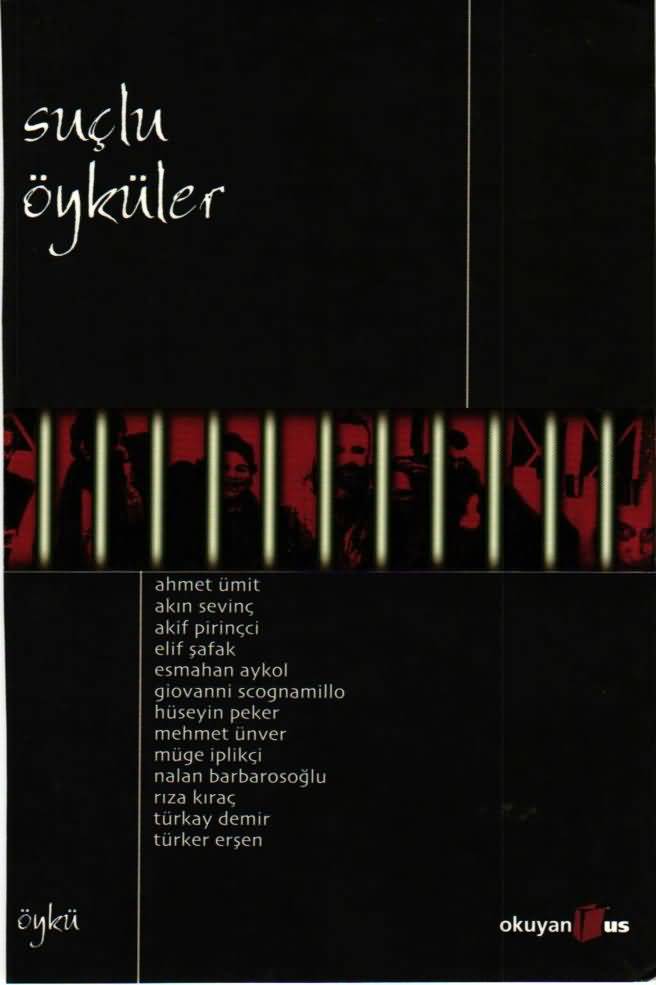 suçlu
öyküler
ahmet ümit
akın sevinç
akif pirinçci
elif şafak
esmahan aykol
giovanni scognamillo
hüseyin peker
mehmet ünver
müge iplikçi
nalan barbarosoğlu
rıza kıraç
türkay demir
türker erşen
öykü
okuyan us